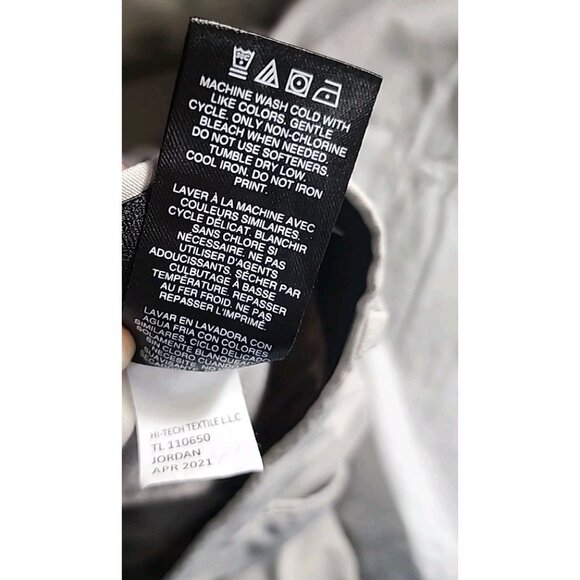 MACHINE WASH COLD WITH
LIKE COLORS. GENTLE
CYCLE. ONLY NON-CHLORINE
BLEACH WHEN NEEDED.
DO NOT USE SOFTENERS.
TUMBLE DRY LOW.
COOL IRON. DO NOT IRON
PRINT.
LAVER À LA MACHINE AVEC
COULEURS SIMILAIRES.
CYCLE DÉLICAT. BLANCHIR
SANS CHLORE SI
NÉCESSAIRE. NE PAS
UTILISER D'AGENTS
ADOUCISSANTS. SÉCHER PAR
CULBUTAGE À BASSE
TEMPÉRATURE. REPASSER
AU FER FROID. NE PAS
REPASSER L'IMPRIMÉ.
LAVAR EN LAVADORA CON
AGUA FRIA CON COLORES
SIMILARES, CICLO DELICADO
HI-TECH TEXTILE L.L.C
TL 110650
JORDAN
APR 2021